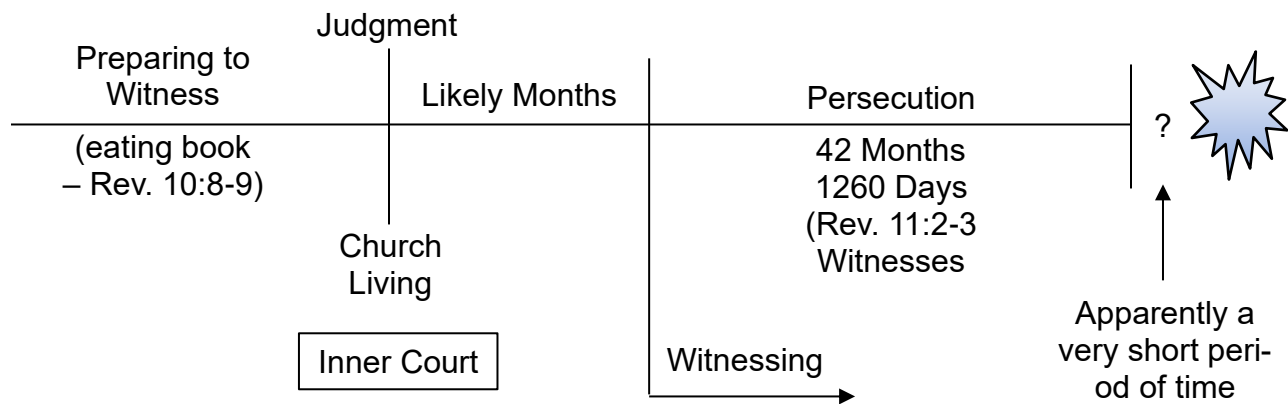 Judgment
Preparing to
Witness
Likely Months
Persecution
?
(eating book
– Rev. 10:8-9)
42 Months
1260 Days
(Rev. 11:2-3
Witnesses
Church
Living
Inner Court
Witnessing
Apparently a
very short peri-
od of time